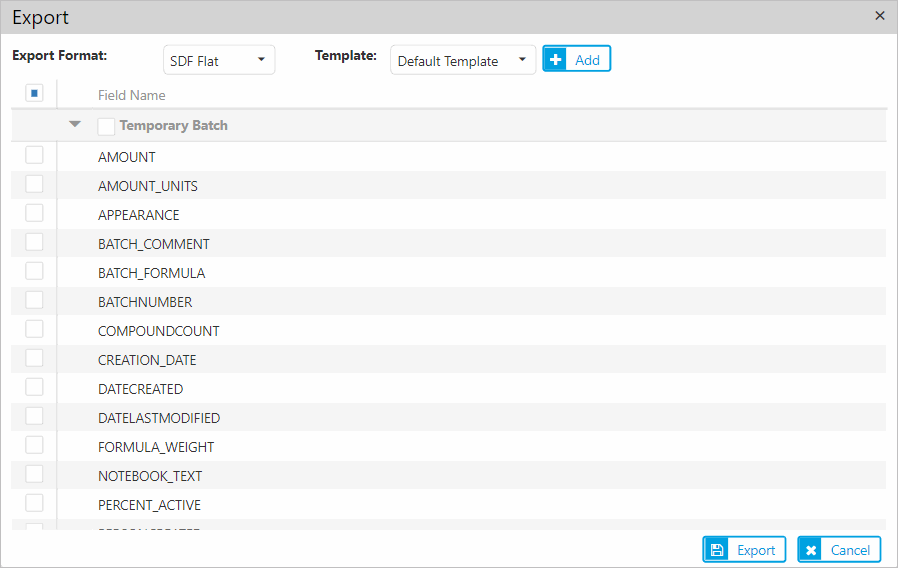 Export
Export Format: SDF Flat Template: Default Template Add
Field Name
Temporary Batch
AMOUNT
AMOUNT_UNITS
APPEARANCE
BATCH_COMMENT
BATCH_FORMULA
BATCHNUMBER
COMPOUNDCOUNT
CREATION_DATE
DATECREATED
DATELASTMODIFIED
FORMULA_WEIGHT
NOTEBOOK_TEXT
PERCENT_ACTIVE
Export Cancel